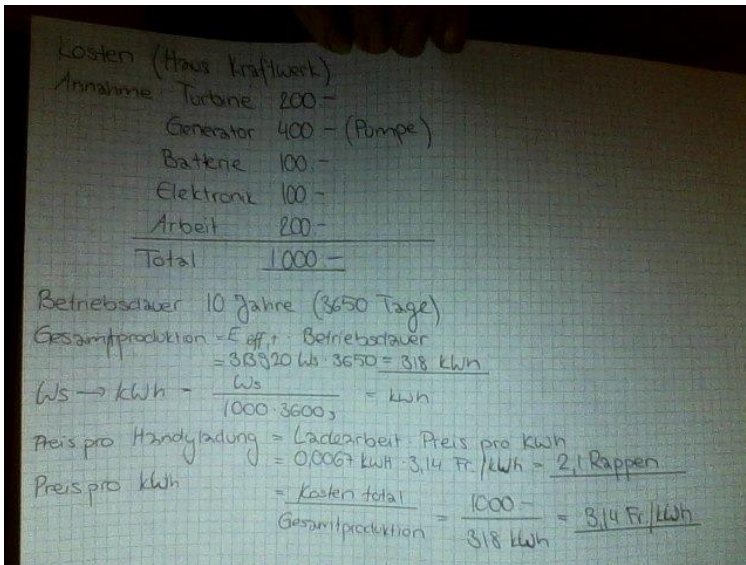 Kosten (Haus Kraftwerk)
Annahme Turbine 200.-
Generator 400.- (Pumpe)
Batterie 100.-
Elektronik 100.-
Arbeit 200.-
Total 1000.-
Betriebsdauer 10 Jahre (3650 Tage)
Gesamtproduktion = E eff,t · Betriebsdauer
= 313920 Ws · 3650 = 318 kWh
Ws → kWh = Ws / 1000·3600s = kWh
Preis pro Handyladung = Ladearbeit · Preis pro kWh
= 0,0067 kWh · 3,14 Fr./kWh = 2,1 Rappen
Preis pro kWh = Kosten total / Gesamtproduktion = 1000.- / 318 kWh = 3,14 Fr/kWh